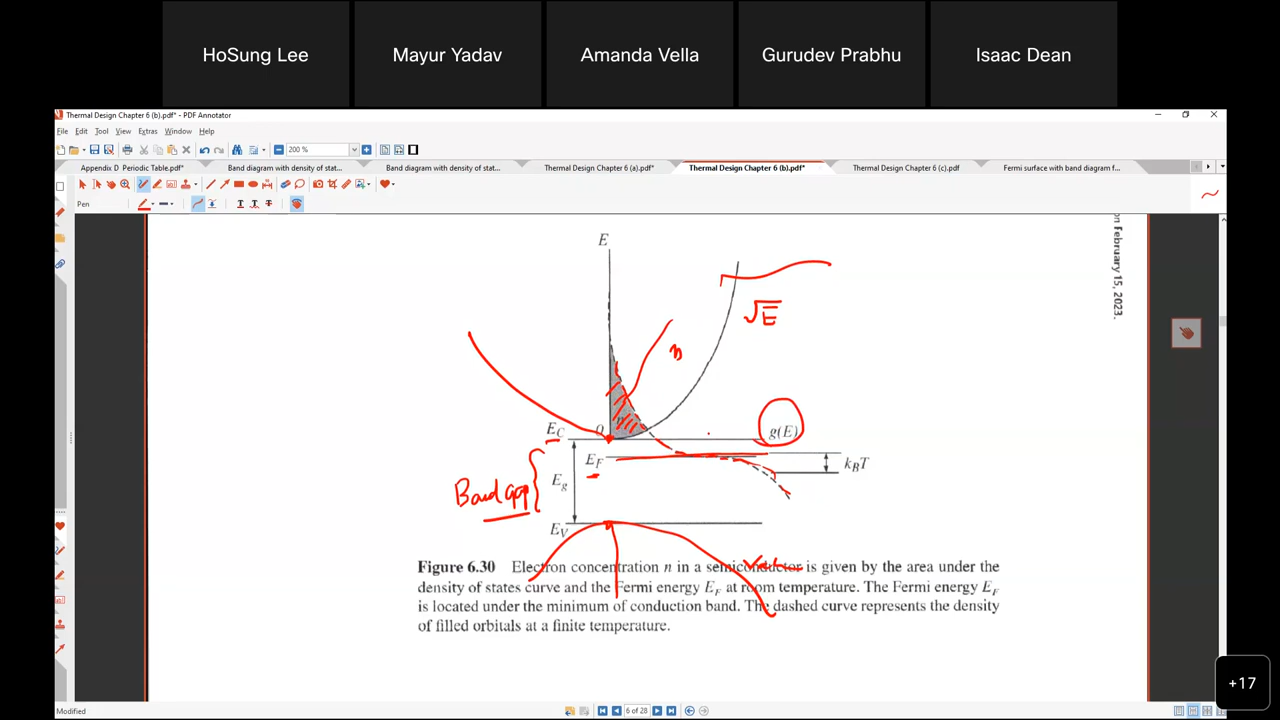 HoSung Lee
Mayur Yadav
Amanda Vella
Gurudev Prabhu
Isaac Dean
Thermal Design Chapter 6 (b).pdf* - PDF Annotator
File Edit Tool View Extras Window Help
200 %
Appendix D Periodic Table.pdf*
Band diagram with density of stat...
Band diagram with density of stat...
Thermal Design Chapter 6 (a).pdf*
Thermal Design Chapter 6 (b).pdf*
Thermal Design Chapter 6 (c).pdf
Fermi surface with band diagram f...
Pen
on February 15, 2023.
E
√E
n
E_C
0
g(E)
E_F
k_BT
E_g
Band gap
E_V
Figure 6.30 Electron concentration n in a semiconductor is given by the area under the
density of states curve and the Fermi energy E_F at room temperature. The Fermi energy E_F
is located under the minimum of conduction band. The dashed curve represents the density
of filled orbitals at a finite temperature.
+17
Modified
6 of 28